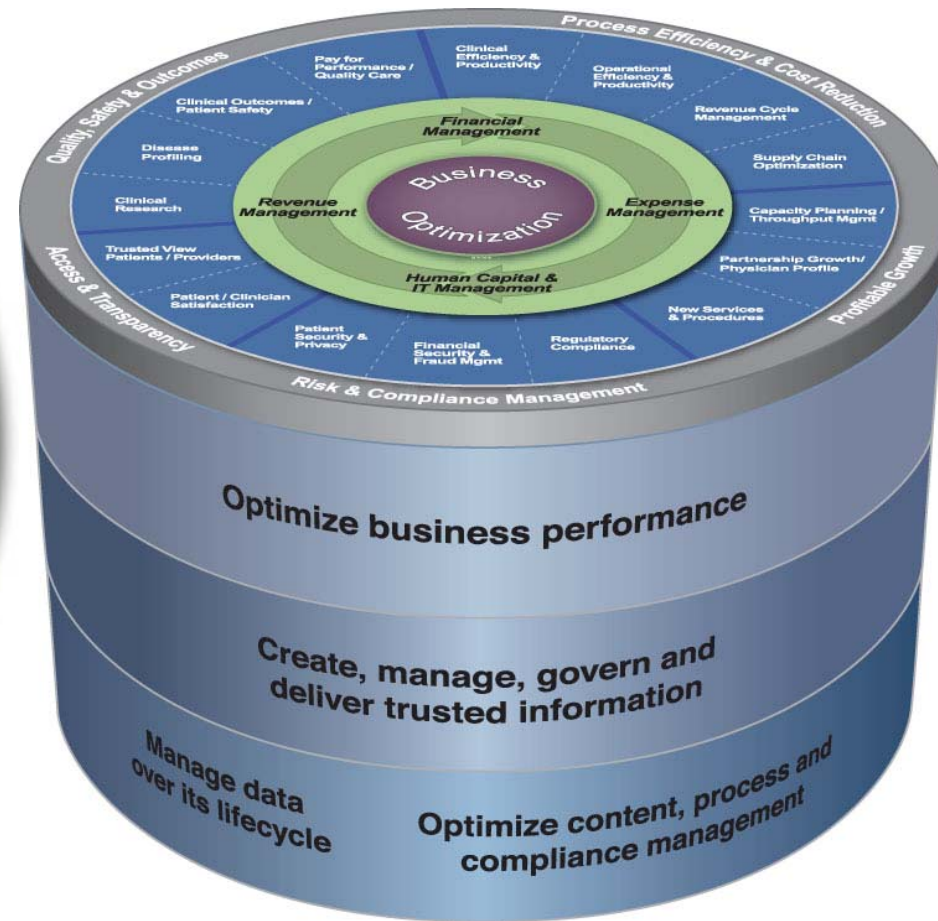 Process Efficiency & Cost Reduction
Quality, Safety & Outcomes
Access & Transparency
Profitable Growth
Risk & Compliance Management
Pay for
Performance /
Quality Care
Clinical
Efficiency &
Productivity
Operational
Efficiency &
Productivity
Revenue Cycle
Management
Supply Chain
Optimization
Capacity Planning /
Throughput Mgmt
Partnership Growth/
Physician Profile
New Services
& Procedures
Regulatory
Compliance
Financial
Security &
Fraud Mgmt
Patient
Security &
Privacy
Patient / Clinician
Satisfaction
Trusted View
Patients / Providers
Clinical
Research
Disease
Profiling
Clinical Outcomes /
Patient Safety
Financial
Management
Revenue
Management
Expense
Management
Human Capital &
IT Management
Business
Optimization
Optimize business performance
Create, manage, govern and
deliver trusted information
Manage data
over its lifecycle
Optimize content, process and
compliance management